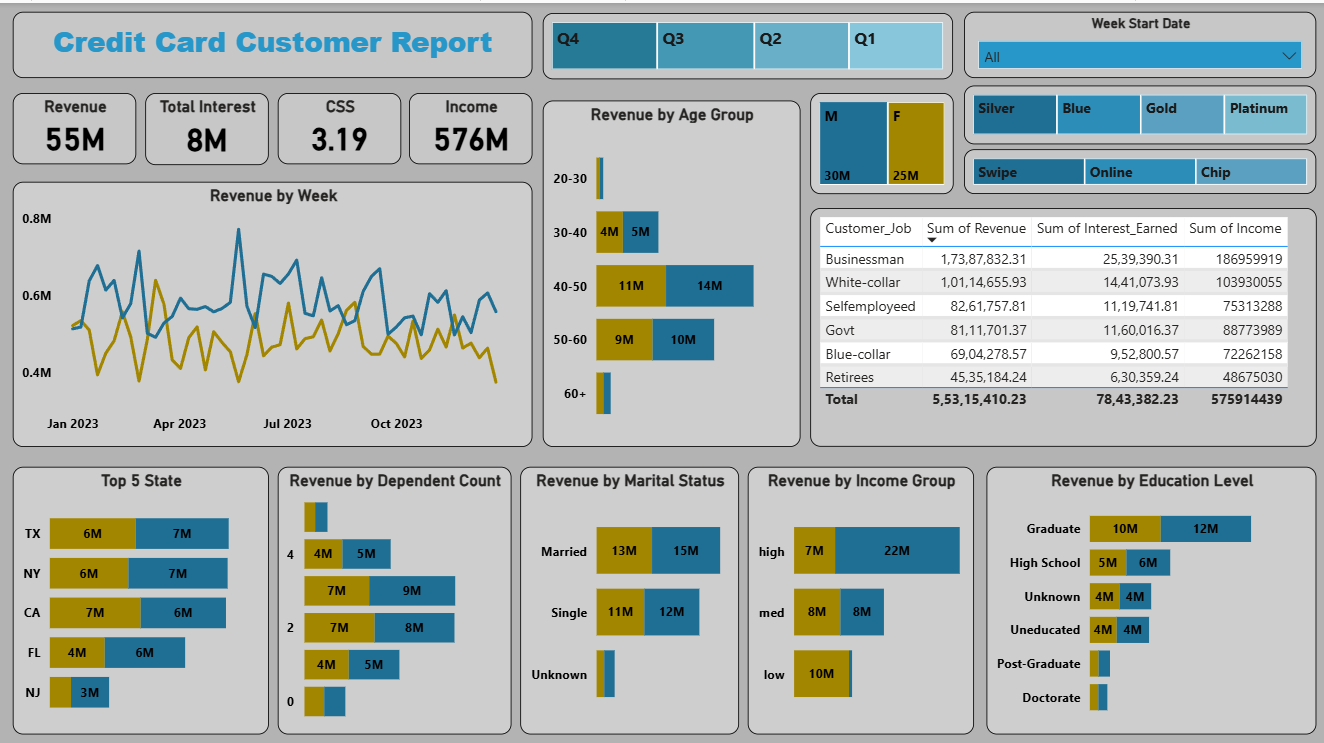 Credit Card Customer Report
Q4 Q3 Q2 Q1
Week Start Date
All
Revenue
55M
Total Interest
8M
CSS
3.19
Income
576M
Revenue by Week
0.8M
0.6M
0.4M
Jan 2023 Apr 2023 Jul 2023 Oct 2023
Revenue by Age Group
20-30
30-40 4M 5M
40-50 11M 14M
50-60 9M 10M
60+
M F
30M 25M
Silver Blue Gold Platinum
Swipe Online Chip
Customer_Job Sum of Revenue Sum of Interest_Earned Sum of Income
Businessman 1,73,87,832.31 25,39,390.31 186959919
White-collar 1,01,14,655.93 14,41,073.93 103930055
Selfemployeed 82,61,757.81 11,19,741.81 75313288
Govt 81,11,701.37 11,60,016.37 88773989
Blue-collar 69,04,278.57 9,52,800.57 72262158
Retirees 45,35,184.24 6,30,359.24 48675030
Total 5,53,15,410.23 78,43,382.23 575914439
Top 5 State
TX 6M 7M
NY 6M 7M
CA 7M 6M
FL 4M 6M
NJ 3M
Revenue by Dependent Count
4 4M 5M
7M 9M
2 7M 8M
4M 5M
0
Revenue by Marital Status
Married 13M 15M
Single 11M 12M
Unknown
Revenue by Income Group
high 7M 22M
med 8M 8M
low 10M
Revenue by Education Level
Graduate 10M 12M
High School 5M 6M
Unknown 4M 4M
Uneducated 4M 4M
Post-Graduate
Doctorate